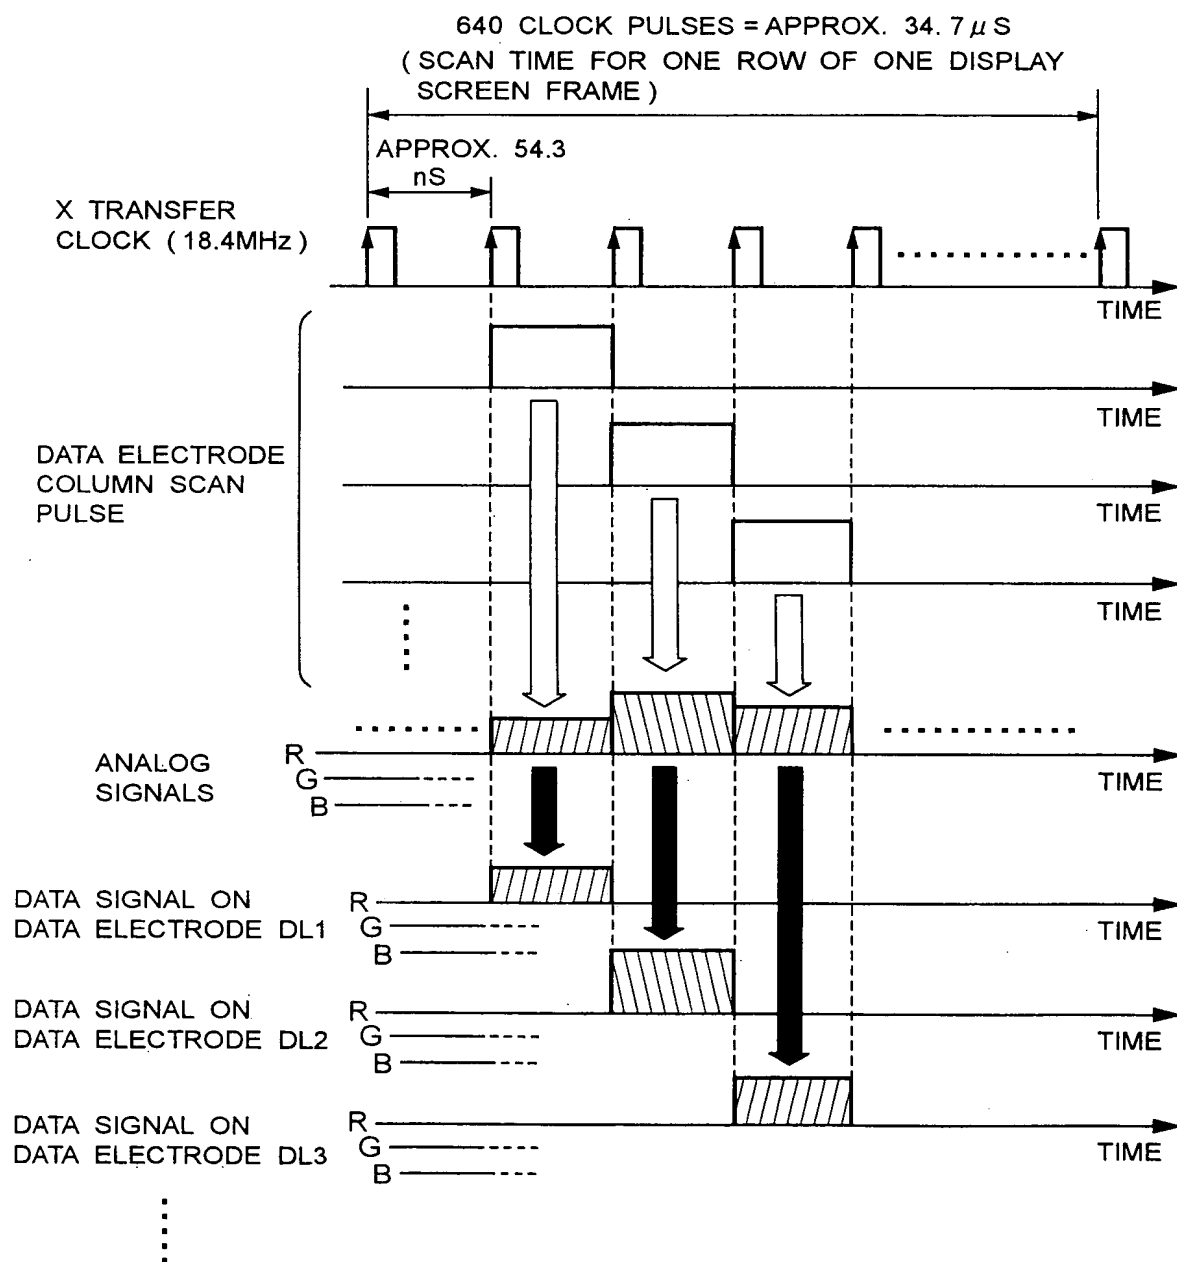 640 CLOCK PULSES = APPROX. 34.7μS
(SCAN TIME FOR ONE ROW OF ONE DISPLAY
SCREEN FRAME)
APPROX. 54.3
nS
X TRANSFER
CLOCK (18.4MHz)
TIME
TIME
DATA ELECTRODE
COLUMN SCAN
PULSE
TIME
TIME
ANALOG
SIGNALS
R
G
B
TIME
DATA SIGNAL ON
DATA ELECTRODE DL1
R
G
B
TIME
DATA SIGNAL ON
DATA ELECTRODE DL2
R
G
B
TIME
DATA SIGNAL ON
DATA ELECTRODE DL3
R
G
B
TIME